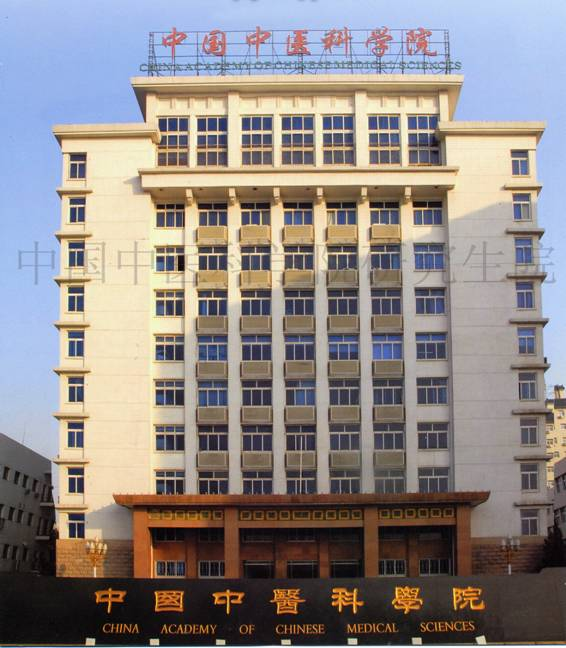 中国中医科学院
CHINA ACADEMY OF CHINESE MEDICAL SCIENCES
中国中医科学院研究生院
中國中醫科學院
CHINA ACADEMY OF CHINESE MEDICAL SCIENCES